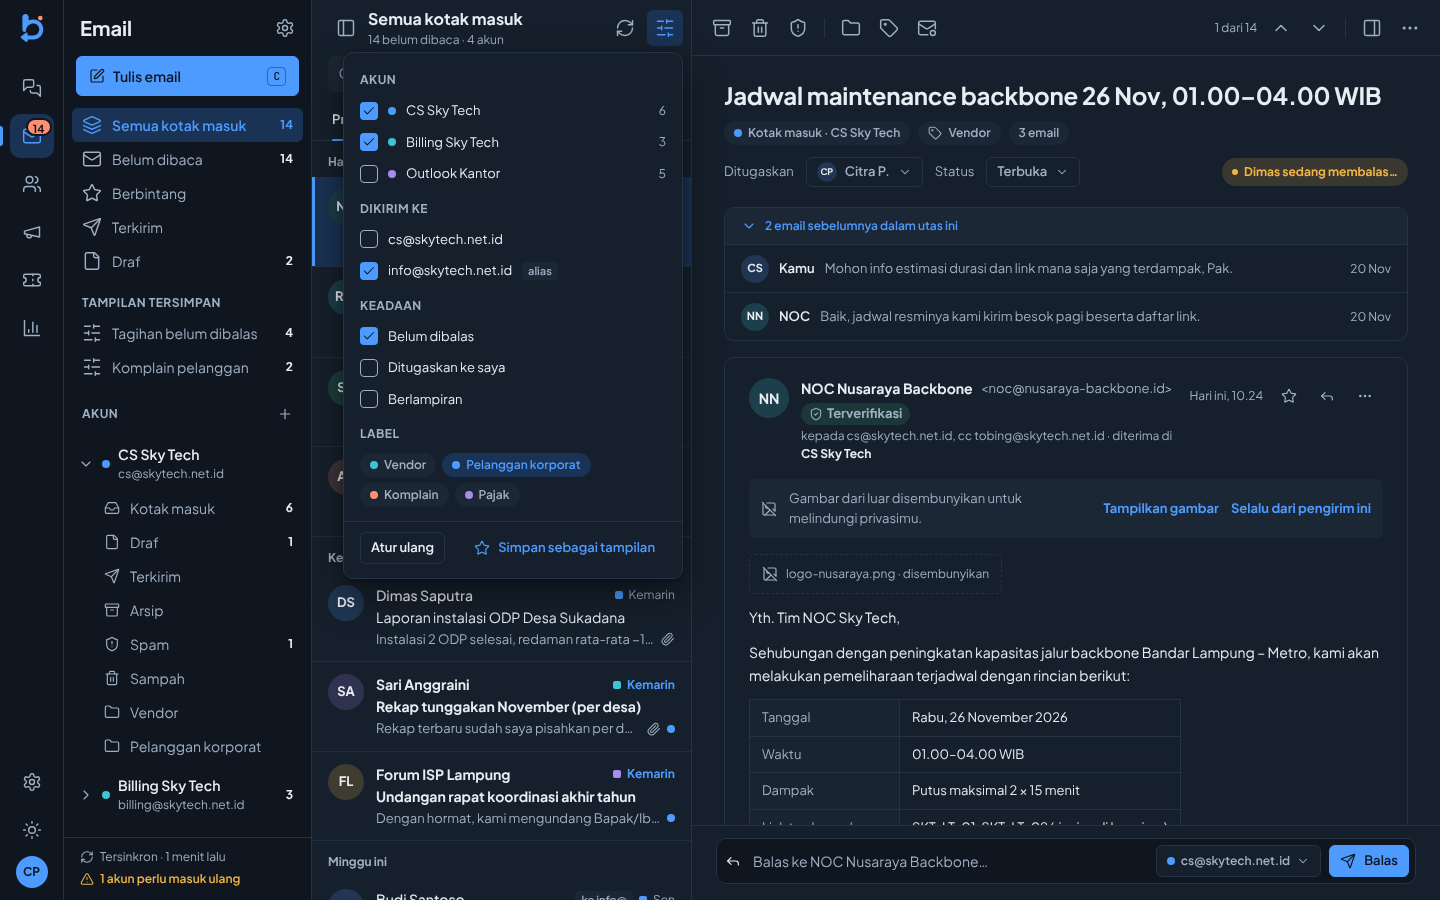 14
CP
Email
Tulis email
C
Semua kotak masuk 14
Belum dibaca 14
Berbintang
Terkirim
Draf 2
TAMPILAN TERSIMPAN
Tagihan belum dibalas 4
Komplain pelanggan 2
AKUN
CS Sky Tech
cs@skytech.net.id
Kotak masuk 6
Draf 1
Terkirim
Arsip
Spam 1
Sampah
Vendor
Pelanggan korporat
Billing Sky Tech
billing@skytech.net.id 3
Tersinkron · 1 menit lalu
1 akun perlu masuk ulang
Semua kotak masuk
14 belum dibaca · 4 akun
AKUN
CS Sky Tech 6
Billing Sky Tech 3
Outlook Kantor 5
DIKIRIM KE
cs@skytech.net.id
info@skytech.net.id alias
KEADAAN
Belum dibalas
Ditugaskan ke saya
Berlampiran
LABEL
Vendor Pelanggan korporat
Komplain Pajak
Atur ulang Simpan sebagai tampilan
DS
Dimas Saputra Kemarin
Laporan instalasi ODP Desa Sukadana
Instalasi 2 ODP selesai, redaman rata-rata −1...
SA
Sari Anggraini Kemarin
Rekap tunggakan November (per desa)
Rekap terbaru sudah saya pisahkan per d...
FL
Forum ISP Lampung Kemarin
Undangan rapat koordinasi akhir tahun
Dengan hormat, kami mengundang Bapak/Ib...
Minggu ini
Budi Santoso
1 dari 14
Jadwal maintenance backbone 26 Nov, 01.00–04.00 WIB
Kotak masuk · CS Sky Tech Vendor 3 email
Ditugaskan CP Citra P. Status Terbuka Dimas sedang membalas...
2 email sebelumnya dalam utas ini
CS Kamu Mohon info estimasi durasi dan link mana saja yang terdampak, Pak. 20 Nov
NN NOC Baik, jadwal resminya kami kirim besok pagi beserta daftar link. 20 Nov
NN
NOC Nusaraya Backbone <noc@nusaraya-backbone.id> Hari ini, 10.24
Terverifikasi
kepada cs@skytech.net.id, cc tobing@skytech.net.id · diterima di
CS Sky Tech
Gambar dari luar disembunyikan untuk
melindungi privasimu.
Tampilkan gambar Selalu dari pengirim ini
logo-nusaraya.png · disembunyikan
Yth. Tim NOC Sky Tech,
Sehubungan dengan peningkatan kapasitas jalur backbone Bandar Lampung – Metro, kami akan
melakukan pemeliharaan terjadwal dengan rincian berikut:
Tanggal Rabu, 26 November 2026
Waktu 01.00–04.00 WIB
Dampak Putus maksimal 2 × 15 menit
Balas ke NOC Nusaraya Backbone...
cs@skytech.net.id
Balas